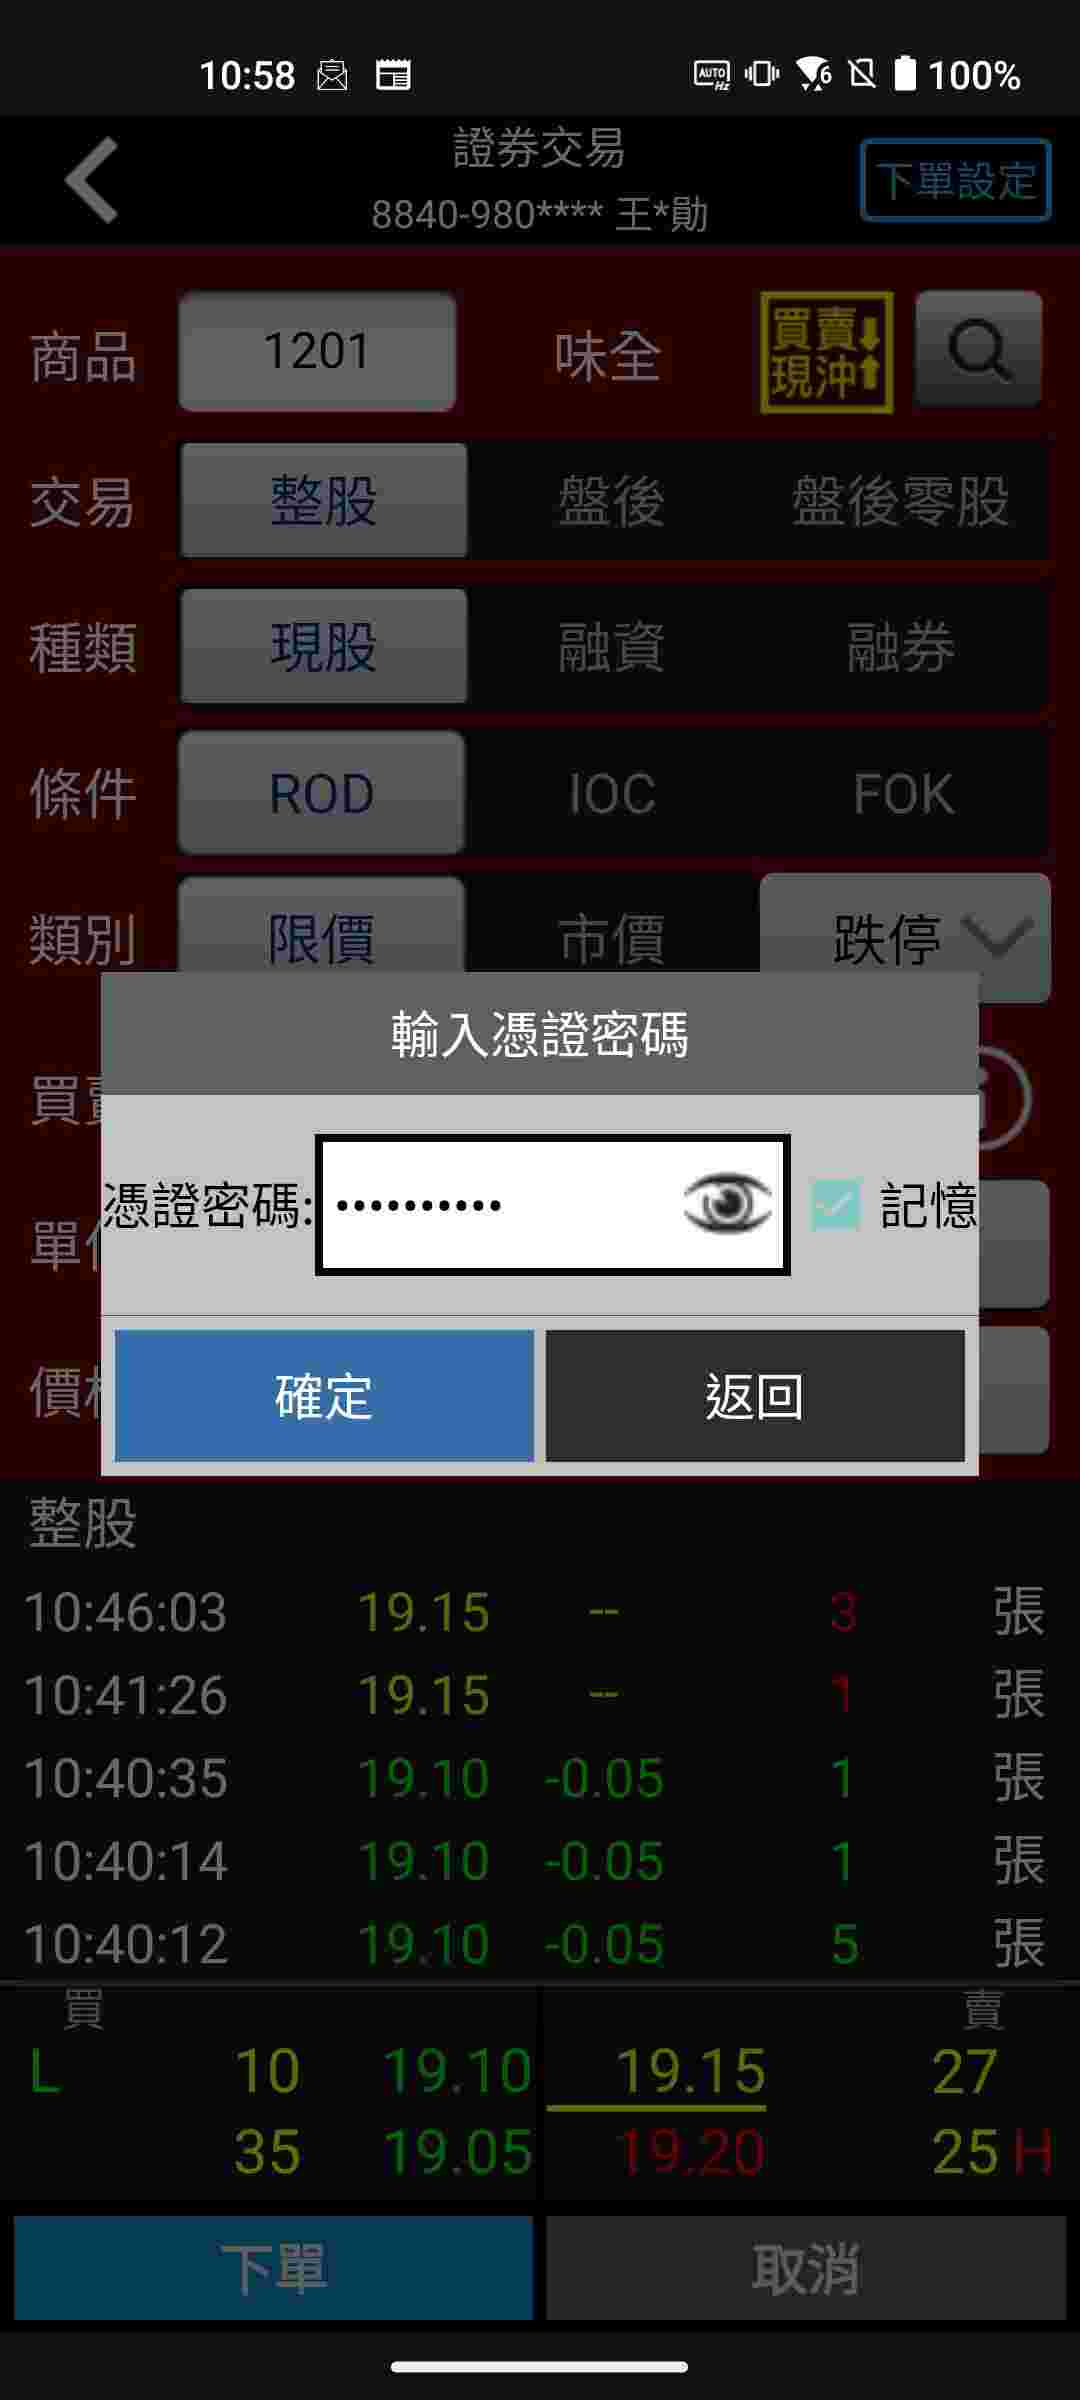 10:58 AUTO Hz 6 100%
證券交易
8840-980**** 王*勛
下單設定
商品 1201 味全 買賣現沖
交易 整股 盤後 盤後零股
種類 現股 融資 融券
條件 ROD IOC FOK
類別 限價 市價 跌停
輸入憑證密碼
買
憑證密碼: •••••••••• 記憶
單
價
確定 返回
整股
10:46:03 19.15 -- 3 張
10:41:26 19.15 -- 1 張
10:40:35 19.10 -0.05 1 張
10:40:14 19.10 -0.05 1 張
10:40:12 19.10 -0.05 5 張
買 賣
L 10 19.10 19.15 27
35 19.05 19.20 25 H
下單 取消